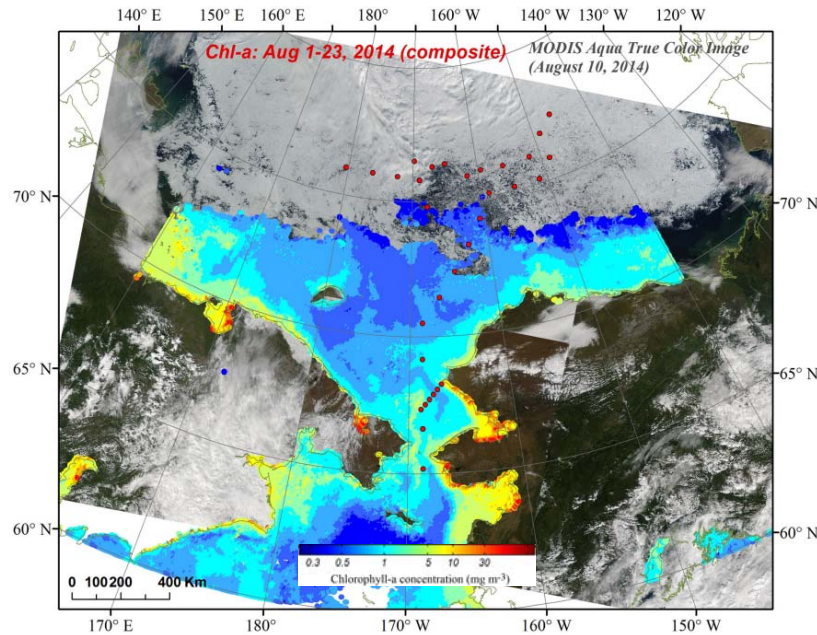 140° E 150° E 160° E 180° 160° W 140° W 130° W 120° W
Chl-a: Aug 1-23, 2014 (composite)
MODIS Aqua True Color Image
(August 10, 2014)
70° N 70° N
65° N 65° N
60° N 60° N
0.3 0.5 1 5 10 30
Chlorophyll-a concentration (mg m⁻³)
0 100 200 400 Km
170° E 180° 170° W 160° W 150° W